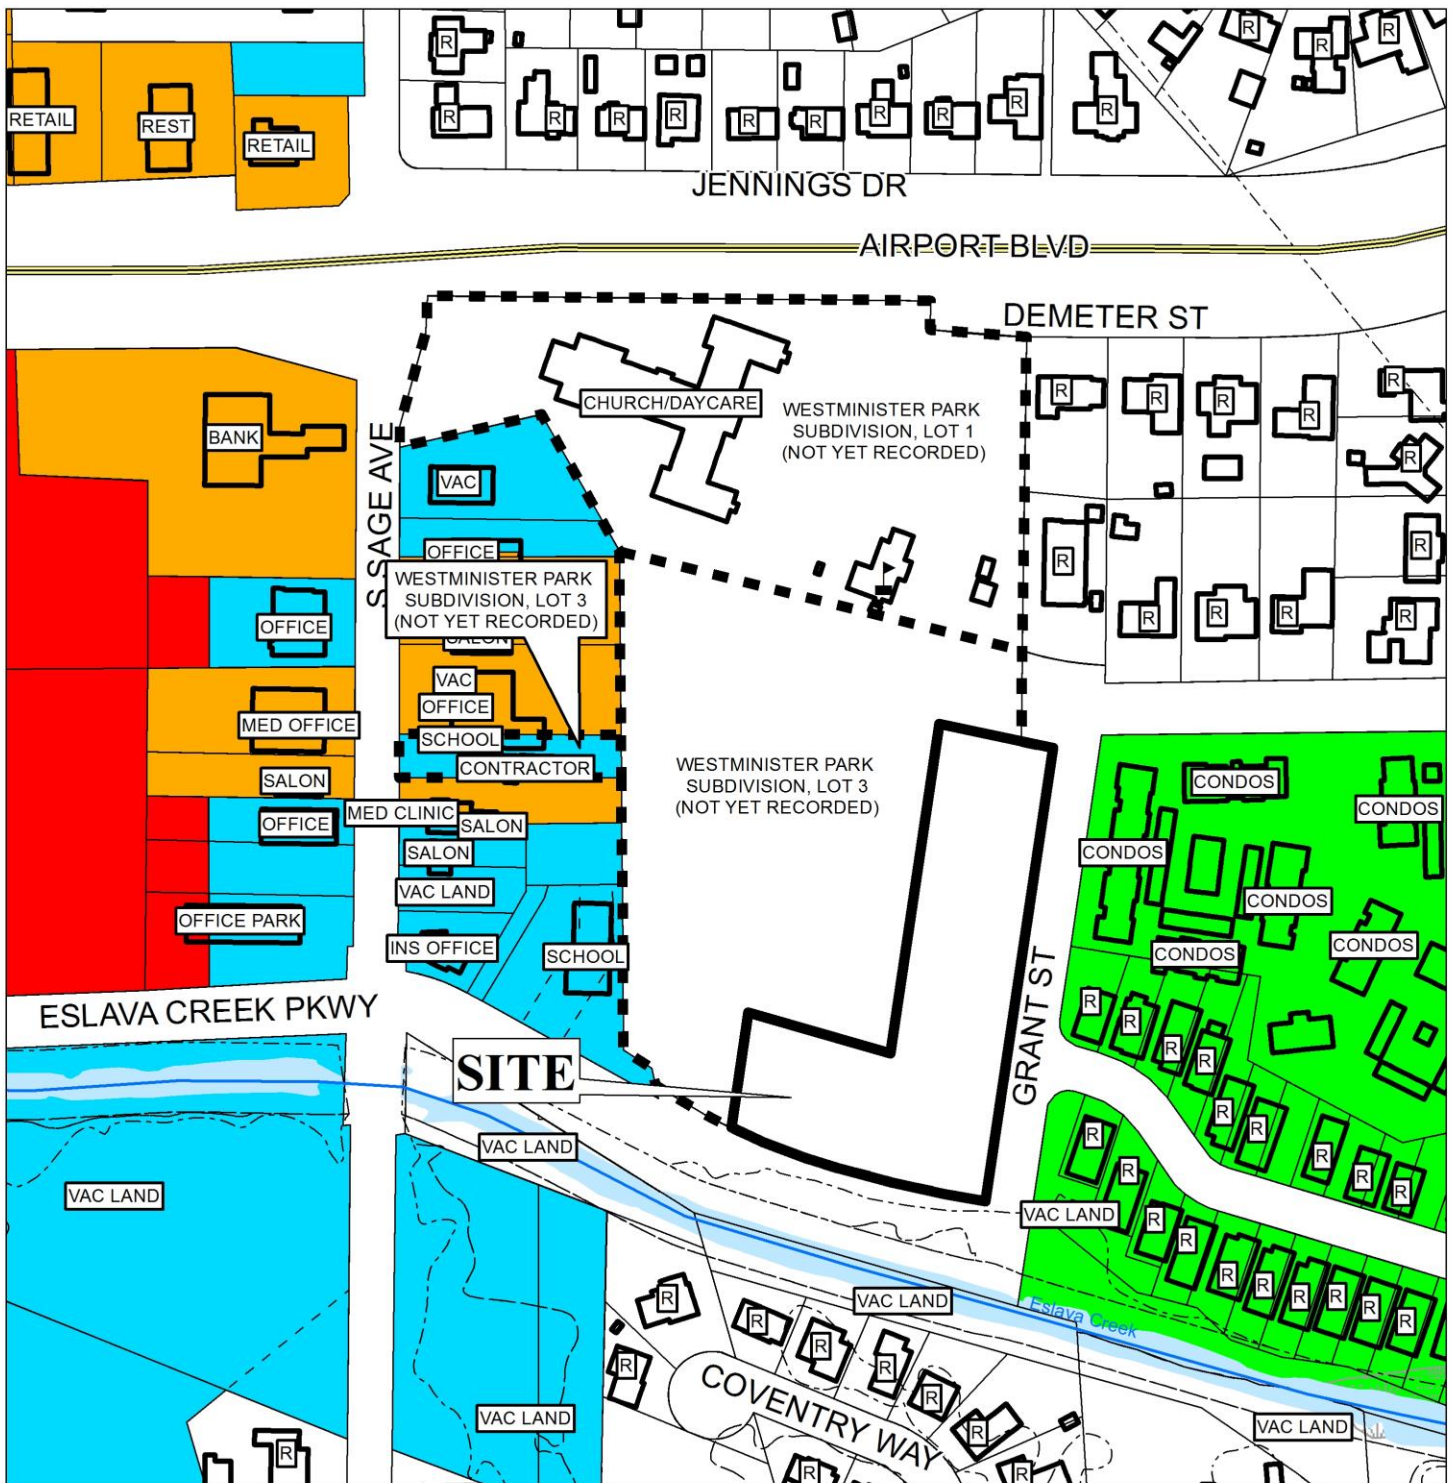 R
R
R
R
RETAIL
REST
RETAIL
R
R
R
R
R
R
R
R
R
R
JENNINGS DR
AIRPORT BLVD
DEMETER ST
CHURCH/DAYCARE
WESTMINISTER PARK
SUBDIVISION, LOT 1
(NOT YET RECORDED)
R
R
R
R
R
BANK
S SAGE AVE
VAC
R
OFFICE
R
R
WESTMINISTER PARK
SUBDIVISION, LOT 3
(NOT YET RECORDED)
OFFICE
SALON
R
R
R
R
VAC
OFFICE
MED OFFICE
SCHOOL
CONTRACTOR
WESTMINISTER PARK
SUBDIVISION, LOT 3
(NOT YET RECORDED)
SALON
CONDOS
CONDOS
MED CLINIC
OFFICE
SALON
SALON
CONDOS
VAC LAND
CONDOS
OFFICE PARK
INS OFFICE
SCHOOL
CONDOS
CONDOS
ESLAVA CREEK PKWY
GRANT ST
R
R
R
R
SITE
R
R
VAC LAND
R
R
R
R
R
VAC LAND
VAC LAND
R
R
R
R
R
R
R
R
R
VAC LAND
Eslava Creek
R
R
R
R
R
R
COVENTRY WAY
VAC LAND
VAC LAND
R
R
R
R